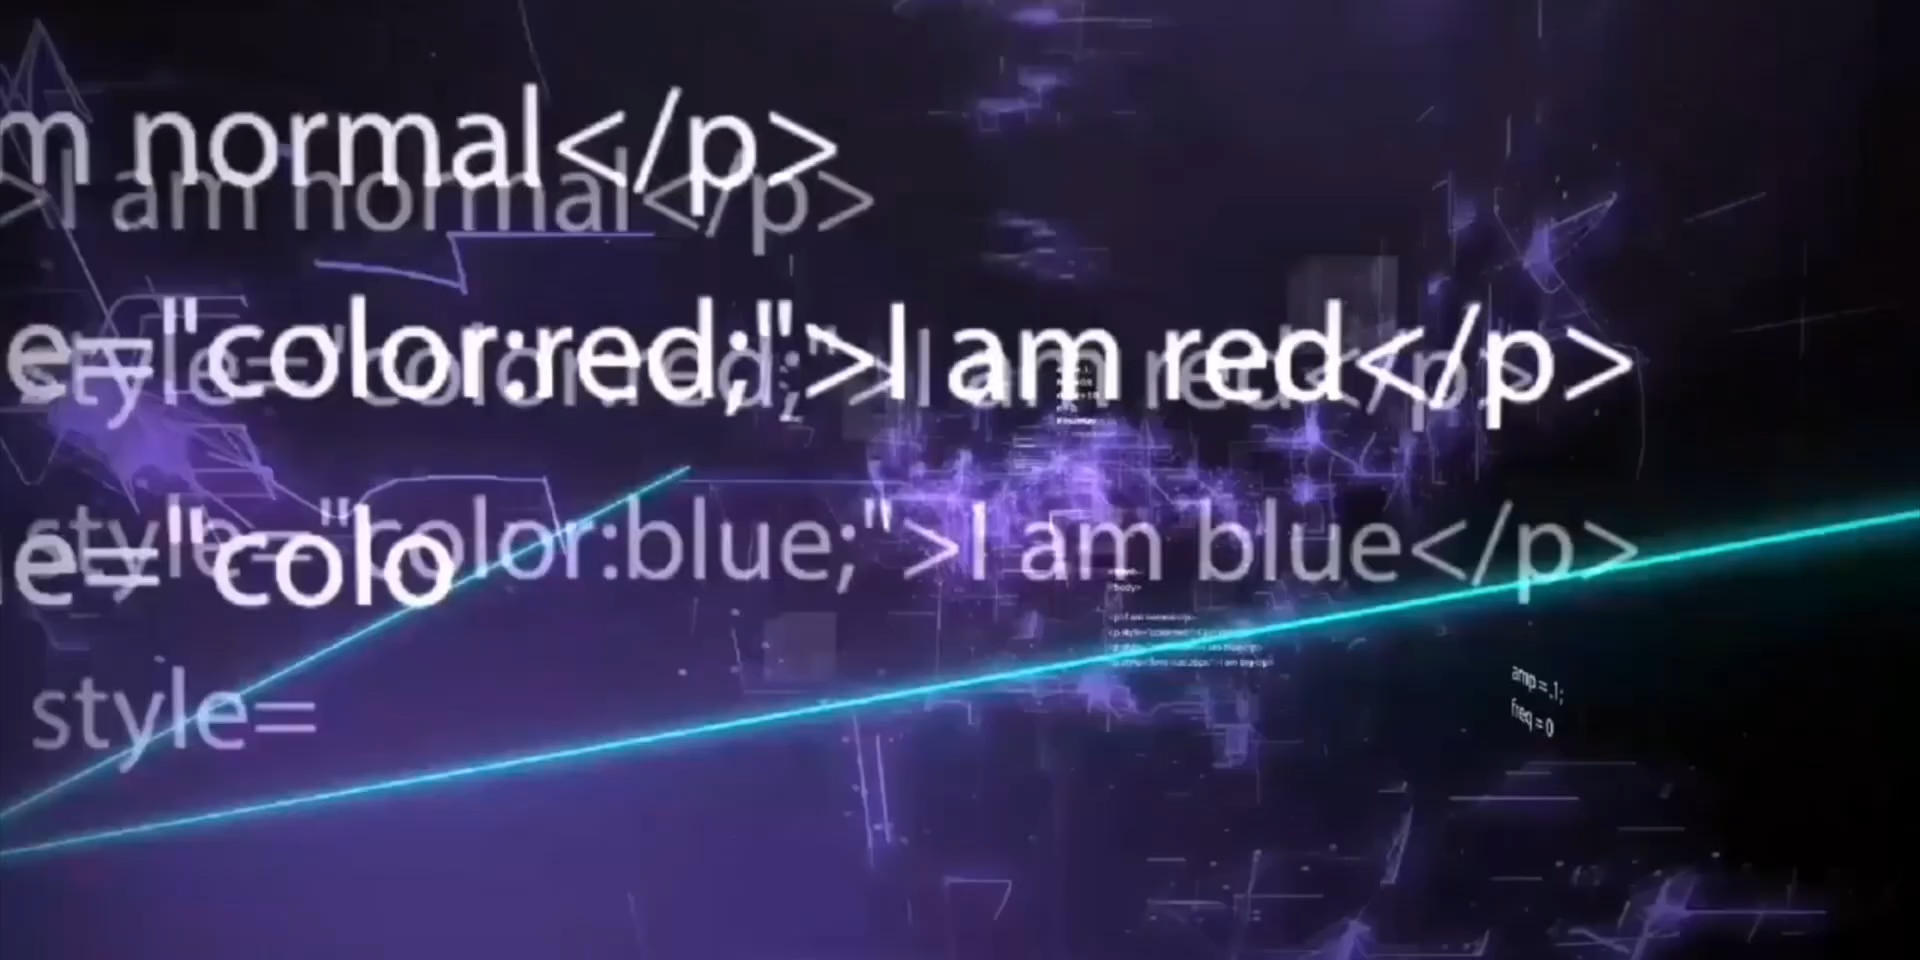 m normal</p>
>I am normal</p>
e="color:red;">I am red</p>
style="color:red;">I am red</p>
style="color:blue;">I am blue</p>
e="colo
style=
amp = .1;
freq = 0